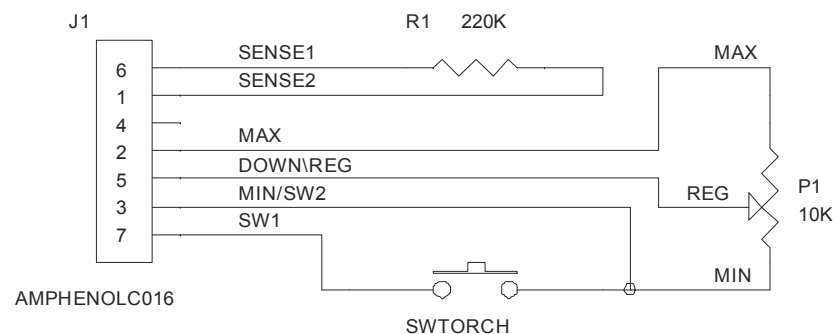 J1
R1 220K
6 SENSE1
MAX
1 SENSE2
4
2 MAX
5 DOWN\REG
REG
P1
3 MIN/SW2
10K
7 SW1
MIN
AMPHENOLC016
SWTORCH